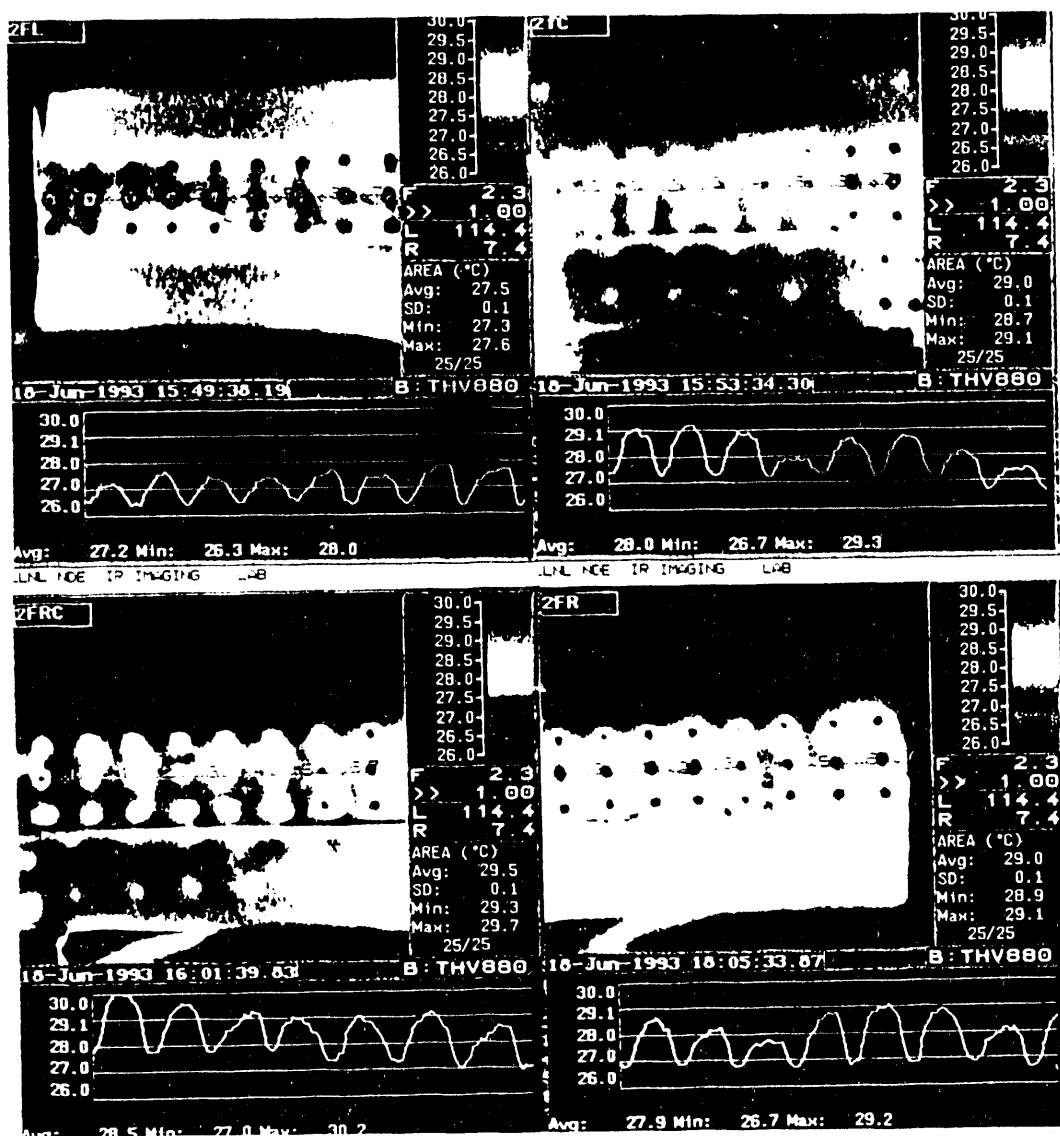 2FL
30.0
29.5
29.0
28.5
28.0
27.5
27.0
26.5
26.0
F 2.3
>> 1.00
L 114.4
R 7.4
AREA (°C)
Avg: 27.5
SD: 0.1
Min: 27.3
Max: 27.6
25/25
18-Jun-1993 15:49:38.19 B:THV880
30.0
29.1
28.0
27.0
26.0
Avg: 27.2 Min: 26.3 Max: 28.0
LNL NDE IR IMAGING LAB
2fC
30.0
29.5
29.0
28.5
28.0
27.5
27.0
26.5
26.0
F 2.3
>> 1.00
L 114.4
R 7.4
AREA (°C)
Avg: 29.0
SD: 0.1
Min: 28.7
Max: 29.1
25/25
18-Jun-1993 15:53:34.30 B:THV880
30.0
29.1
28.0
27.0
26.0
Avg: 28.0 Min: 26.7 Max: 29.3
LNL NDE IR IMAGING LAB
2FRC
30.0
29.5
29.0
28.5
28.0
27.5
27.0
26.5
26.0
F 2.3
>> 1.00
L 114.4
R 7.4
AREA (°C)
Avg: 29.5
SD: 0.1
Min: 29.3
Max: 29.7
25/25
18-Jun-1993 16:01:39.83 B:THV880
30.0
29.1
28.0
27.0
26.0
Avg: 28.5 Min: 27.0 Max: 30.2
2FR
30.0
29.5
29.0
28.5
28.0
27.5
27.0
26.5
26.0
F 2.3
>> 1.00
L 114.4
R 7.4
AREA (°C)
Avg: 29.0
SD: 0.1
Min: 28.9
Max: 29.1
25/25
18-Jun-1993 16:05:33.87 B:THV880
30.0
29.1
28.0
27.0
26.0
Avg: 27.9 Min: 26.7 Max: 29.2